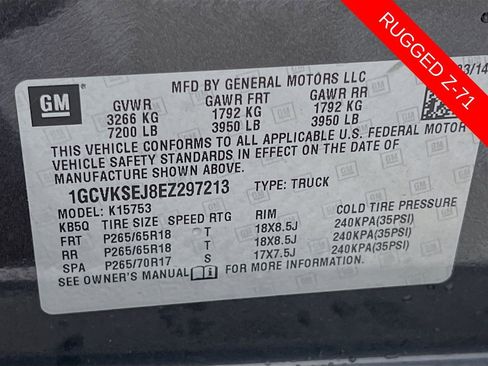 RUGGED Z-71
03/14
GM
MFD BY GENERAL MOTORS LLC
GVWR GAWR FRT GAWR RR
3266 KG 1792 KG 1792 KG
7200 LB 3950 LB 3950 LB
THIS VEHICLE CONFORMS TO ALL APPLICABLE U.S. FEDERAL MOTOR
VEHICLE SAFETY STANDARDS IN EFFECT ON THE DATE OF
MANUFACTURE SHOWN ABOVE.
1GCVKSEJ8EZ297213 TYPE: TRUCK
MODEL: K15753
KB5Q TIRE SIZE SPEED RTG RIM COLD TIRE PRESSURE
FRT P265/65R18 T 18X8.5J 240KPA(35PSI)
RR P265/65R18 T 18X8.5J 240KPA(35PSI)
SPA P265/70R17 S 17X7.5J 240KPA(35PSI)
SEE OWNER'S MANUAL FOR MORE INFORMATION.